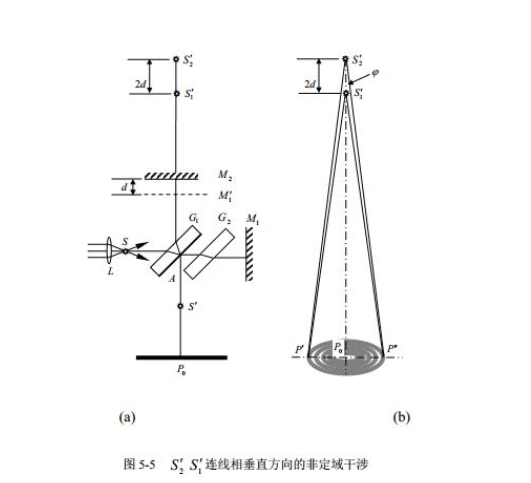 S′₂
S′₂
2d
2d
φ
S′₁
S′₁
M₂
d
M′₁
G₁
G₂
M₁
S
L
A
S′
P′
P₀
P″
P₀
(a)
(b)
图 5-5 S′₂ S′₁ 连线相垂直方向的非定域干涉